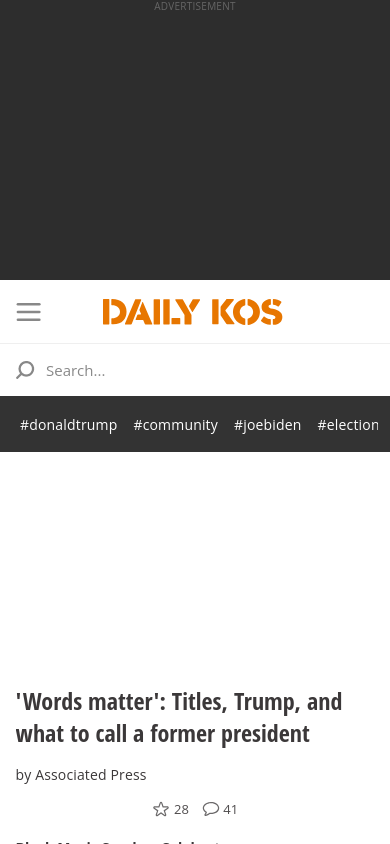 ADVERTISEMENT
DAILY KOS
Search...
#donaldtrump #community #joebiden #election
'Words matter': Titles, Trump, and
what to call a former president
by Associated Press
28 41